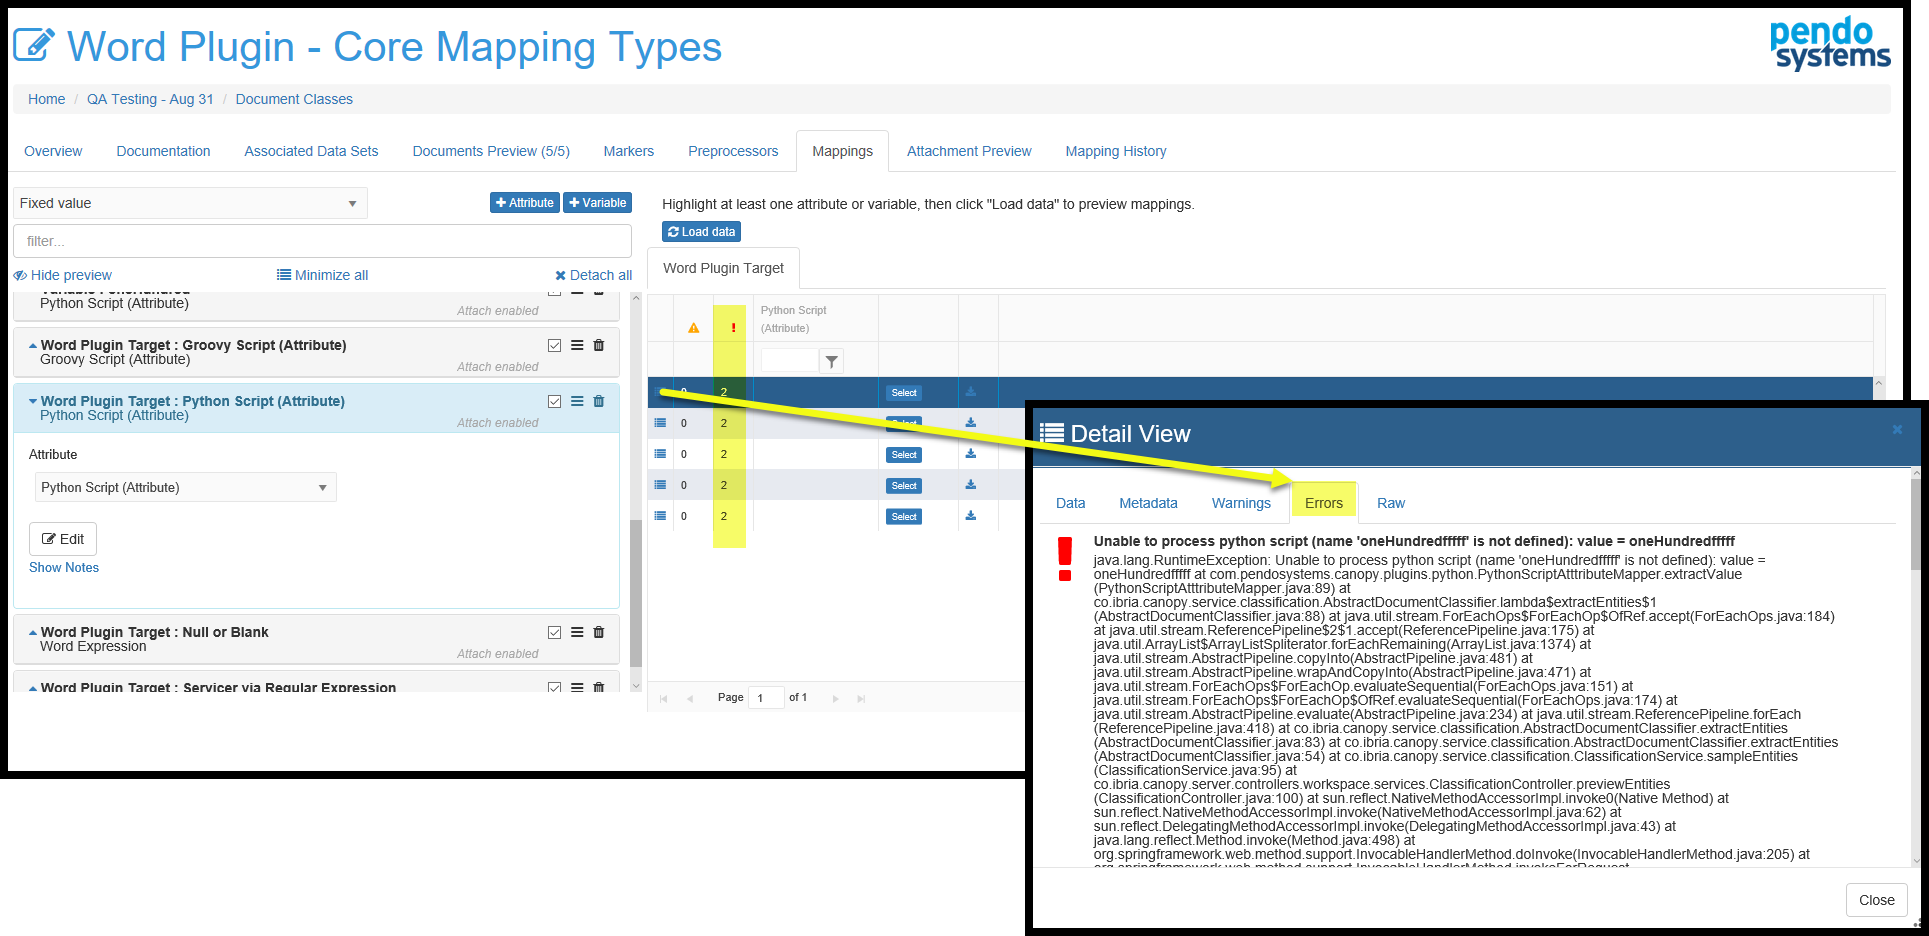 Word Plugin - Core Mapping Types
pendo
systems
Home / QA Testing - Aug 31 / Document Classes
Overview Documentation Associated Data Sets Documents Preview (5/5) Markers Preprocessors Mappings Attachment Preview Mapping History
Fixed value
Attribute Variable
filter...
Hide preview Minimize all Detach all
Python Script (Attribute)
Attach enabled
Word Plugin Target : Groovy Script (Attribute)
Groovy Script (Attribute)
Attach enabled
Word Plugin Target : Python Script (Attribute)
Python Script (Attribute)
Attach enabled
Attribute
Python Script (Attribute)
Edit
Show Notes
Word Plugin Target : Null or Blank
Word Expression
Attach enabled
Word Plugin Target : Servicer via Regular Expression
Highlight at least one attribute or variable, then click "Load data" to preview mappings.
Load data
Word Plugin Target
Python Script
(Attribute)
0 2 Select
0 2 Select
0 2 Select
0 2 Select
0 2 Select
Page 1 of 1
Detail View
Data Metadata Warnings Errors Raw
Unable to process python script (name 'oneHundredfffff' is not defined): value = oneHundredfffff
java.lang.RuntimeException: Unable to process python script (name 'oneHundredfffff' is not defined): value =
oneHundredfffff at com.pendosystems.canopy.plugins.python.PythonScriptAtttributeMapper.extractValue
(PythonScriptAtttributeMapper.java:89) at
co.ibria.canopy.service.classification.AbstractDocumentClassifier.lambda$extractEntities$1
(AbstractDocumentClassifier.java:88) at java.util.stream.ForEachOps$ForEachOp$OfRef.accept(ForEachOps.java:184)
at java.util.stream.ReferencePipeline$2$1.accept(ReferencePipeline.java:175) at
java.util.ArrayList$ArrayListSpliterator.forEachRemaining(ArrayList.java:1374) at
java.util.stream.AbstractPipeline.copyInto(AbstractPipeline.java:481) at
java.util.stream.AbstractPipeline.wrapAndCopyInto(AbstractPipeline.java:471) at
java.util.stream.ForEachOps$ForEachOp.evaluateSequential(ForEachOps.java:151) at
java.util.stream.ForEachOps$ForEachOp$OfRef.evaluateSequential(ForEachOps.java:174) at
java.util.stream.AbstractPipeline.evaluate(AbstractPipeline.java:234) at java.util.stream.ReferencePipeline.forEach
(ReferencePipeline.java:418) at co.ibria.canopy.service.classification.AbstractDocumentClassifier.extractEntities
(AbstractDocumentClassifier.java:83) at co.ibria.canopy.service.classification.AbstractDocumentClassifier.extractEntities
(AbstractDocumentClassifier.java:54) at co.ibria.canopy.service.classification.ClassificationService.sampleEntities
(ClassificationService.java:95) at
co.ibria.canopy.server.controllers.workspace.services.ClassificationController.previewEntities
(ClassificationController.java:100) at sun.reflect.NativeMethodAccessorImpl.invoke0(Native Method) at
sun.reflect.NativeMethodAccessorImpl.invoke(NativeMethodAccessorImpl.java:62) at
sun.reflect.DelegatingMethodAccessorImpl.invoke(DelegatingMethodAccessorImpl.java:43) at
java.lang.reflect.Method.invoke(Method.java:498) at
org.springframework.web.method.support.InvocableHandlerMethod.doInvoke(InvocableHandlerMethod.java:205) at
Close